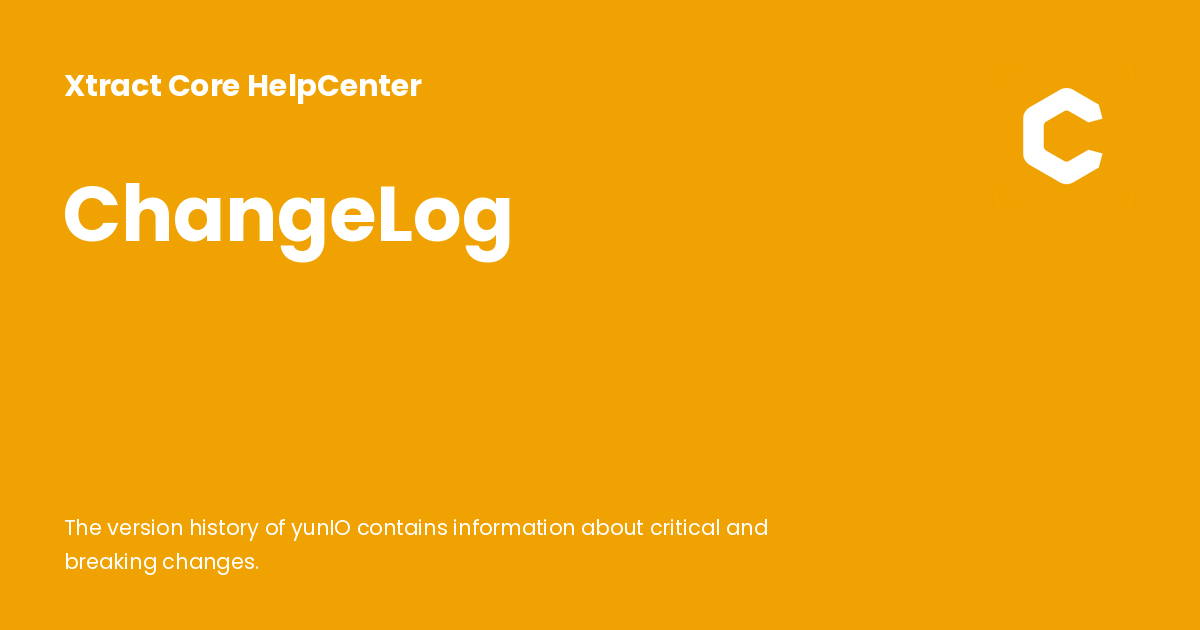 Xtract Core HelpCenter
ChangeLog
The version history of yunIO contains information about critical and
breaking changes.